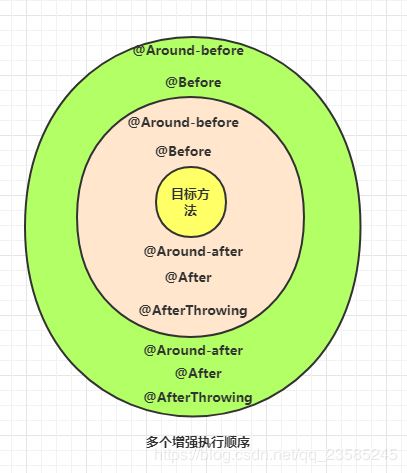 @Around-before
@Before
@Around-before
@Before
目标方
法
@Around-after
@After
@AfterThrowing
@Around-after
@After
@AfterThrowing
多个增强执行顺序
https://blog.csdn.net/qq_23585245